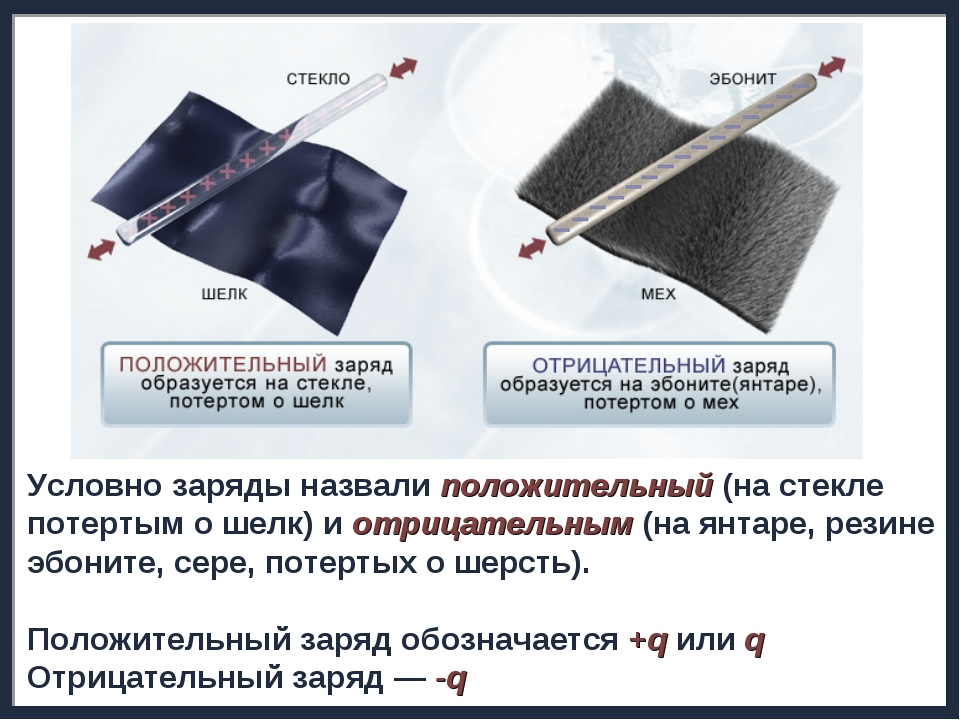 СТЕКЛО
ЭБОНИТ
ШЕЛК
МЕХ
ПОЛОЖИТЕЛЬНЫЙ заряд
образуется на стекле,
потертом о шелк
ОТРИЦАТЕЛЬНЫЙ заряд
образуется на эбоните(янтаре),
потертом о мех
Условно заряды назвали положительный (на стекле
потертым о шелк) и отрицательным (на янтаре, резине
эбоните, сере, потертых о шерсть).
Положительный заряд обозначается +q или q
Отрицательный заряд — -q